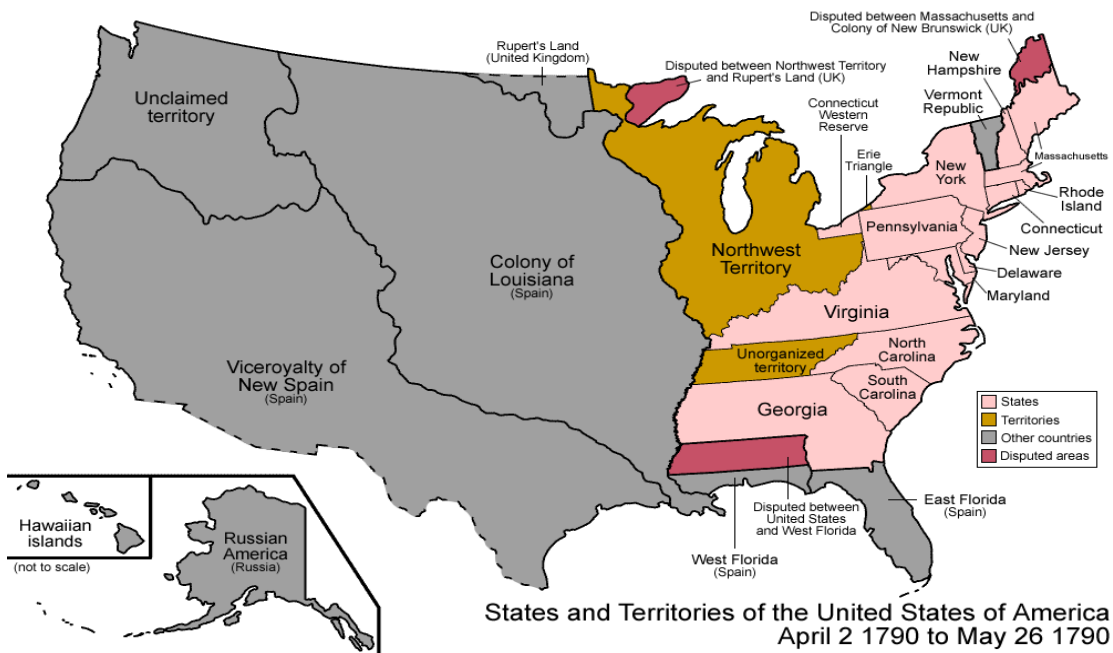 Disputed between Massachusetts and
Colony of New Brunswick (UK)
Rupert's Land
(United Kingdom)
Disputed between Northwest Territory
and Rupert's Land (UK)
New
Hampshire
Vermont
Republic
Connecticut
Western
Reserve
Erie
Triangle
Unclaimed
territory
New
York
Massachusetts
Rhode
Island
Pennsylvania
Connecticut
New Jersey
Northwest
Territory
Colony of
Louisiana
(Spain)
Delaware
Maryland
Virginia
North
Carolina
Unorganized
territory
Viceroyalty of
New Spain
(Spain)
South
Carolina
Georgia
States
Territories
Other countries
Disputed areas
East Florida
(Spain)
Disputed between
United States
and West Florida
West Florida
(Spain)
Hawaiian
islands
(not to scale)
Russian
America
(Russia)
States and Territories of the United States of America
April 2 1790 to May 26 1790